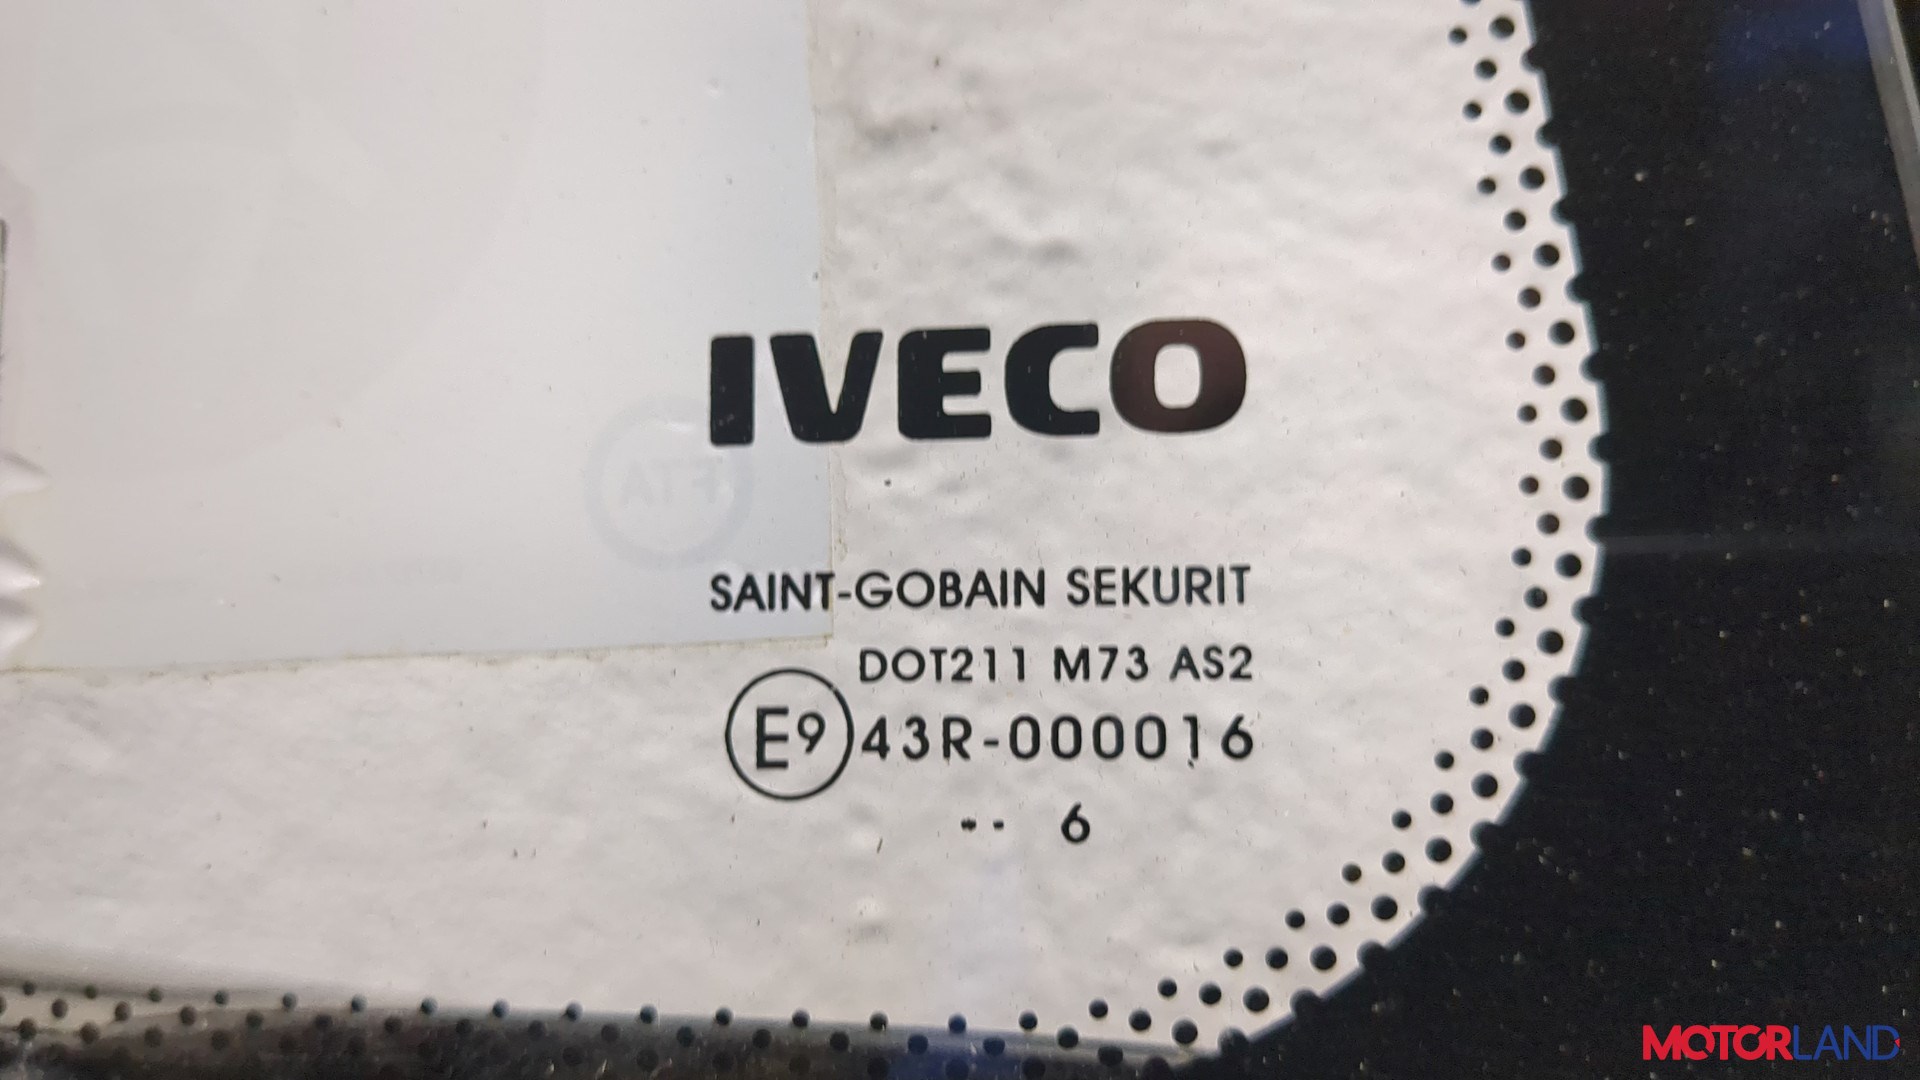 IVECO
SAINT-GOBAIN SEKURIT
DOT211 M73 AS2
E9 43R-000016
-- 6
MOTORLAND